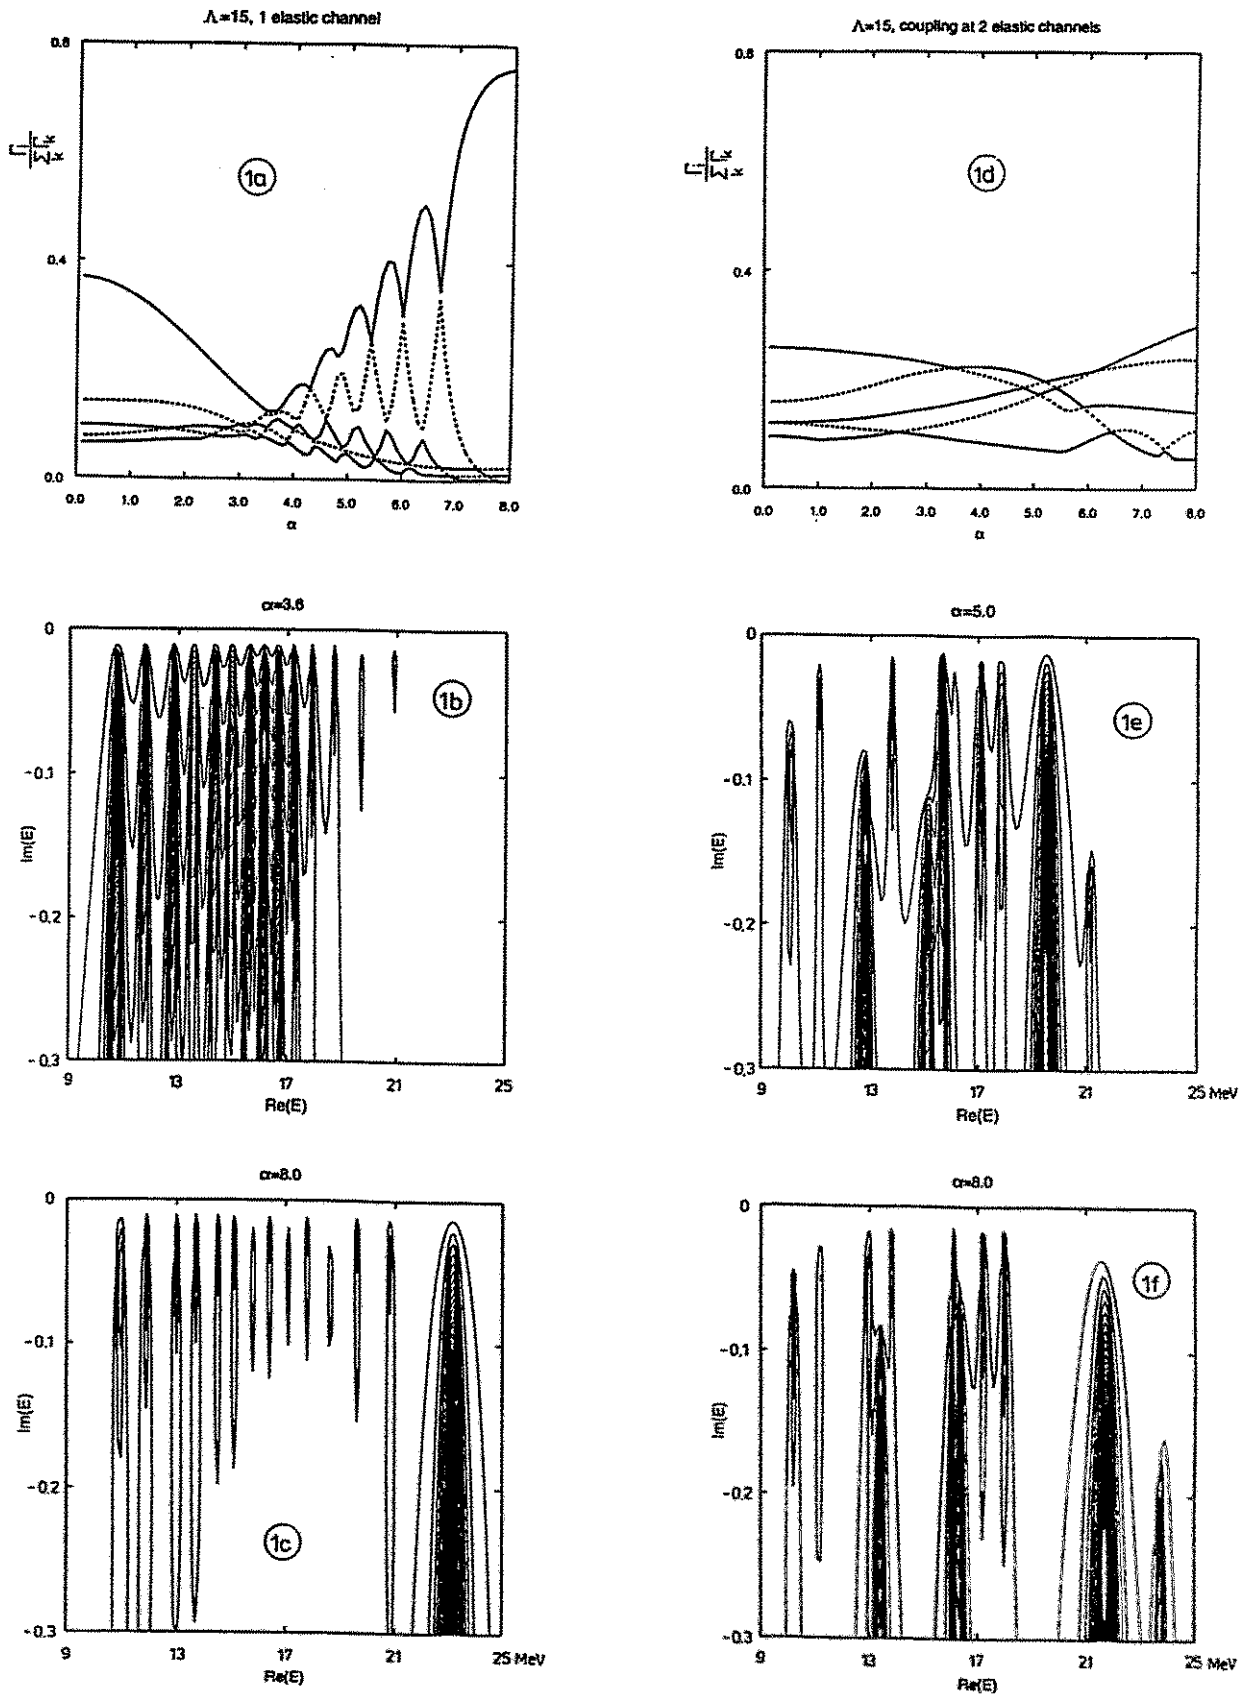 Λ=15, 1 elastic channel
0.8
0.4
0.0
Γi
Σ Γk
k
1a
0.0 1.0 2.0 3.0 4.0 5.0 6.0 7.0 8.0
α
Λ=15, coupling at 2 elastic channels
0.8
0.4
0.0
Γi
Σ Γk
k
1d
0.0 1.0 2.0 3.0 4.0 5.0 6.0 7.0 8.0
α
α=3.6
0
-0.1
-0.2
-0.3
Im(E)
1b
9 13 17 21 25
Re(E)
α=5.0
0
-0.1
-0.2
-0.3
Im(E)
1e
9 13 17 21 25 MeV
Re(E)
α=8.0
0
-0.1
-0.2
-0.3
Im(E)
1c
9 13 17 21 25 MeV
Re(E)
α=8.0
0
-0.1
-0.2
-0.3
Im(E)
1f
9 13 17 21 25 MeV
Re(E)